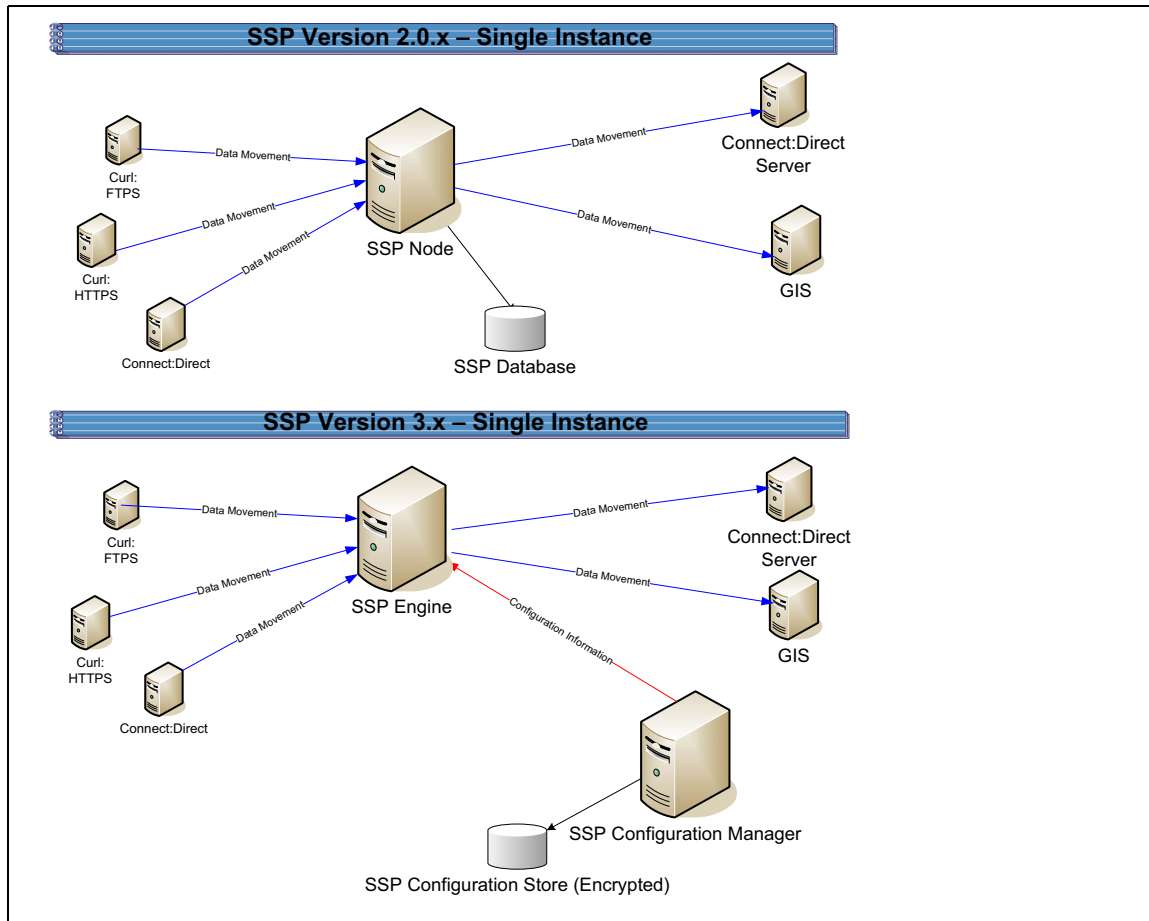 SSP Version 2.0.x – Single Instance
Curl:
FTPS
Data Movement
Curl:
HTTPS
Data Movement
Connect:Direct
Data Movement
SSP Node
Data Movement
Connect:Direct
Server
Data Movement
GIS
SSP Database
SSP Version 3.x – Single Instance
Curl:
FTPS
Data Movement
Curl:
HTTPS
Data Movement
Connect:Direct
Data Movement
SSP Engine
Data Movement
Connect:Direct
Server
Data Movement
GIS
Configuration Information
SSP Configuration Manager
SSP Configuration Store (Encrypted)